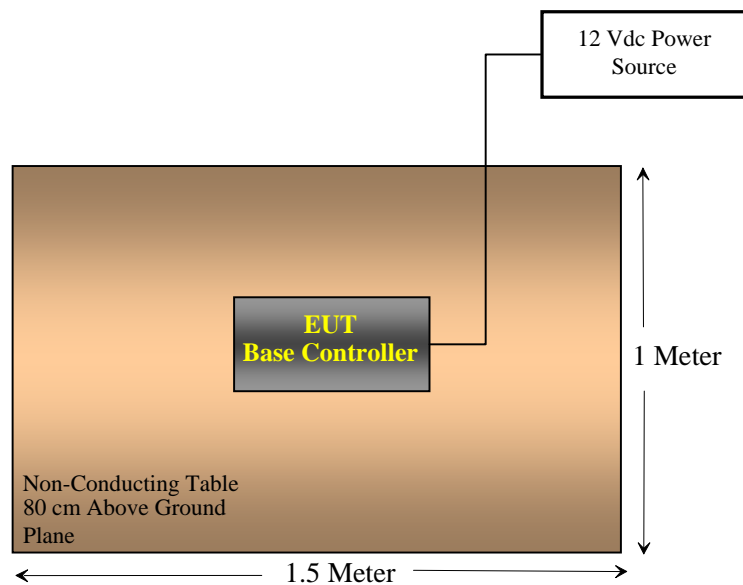 12 Vdc Power
Source
EUT
Base Controller
1 Meter
Non-Conducting Table
80 cm Above Ground
Plane
1.5 Meter